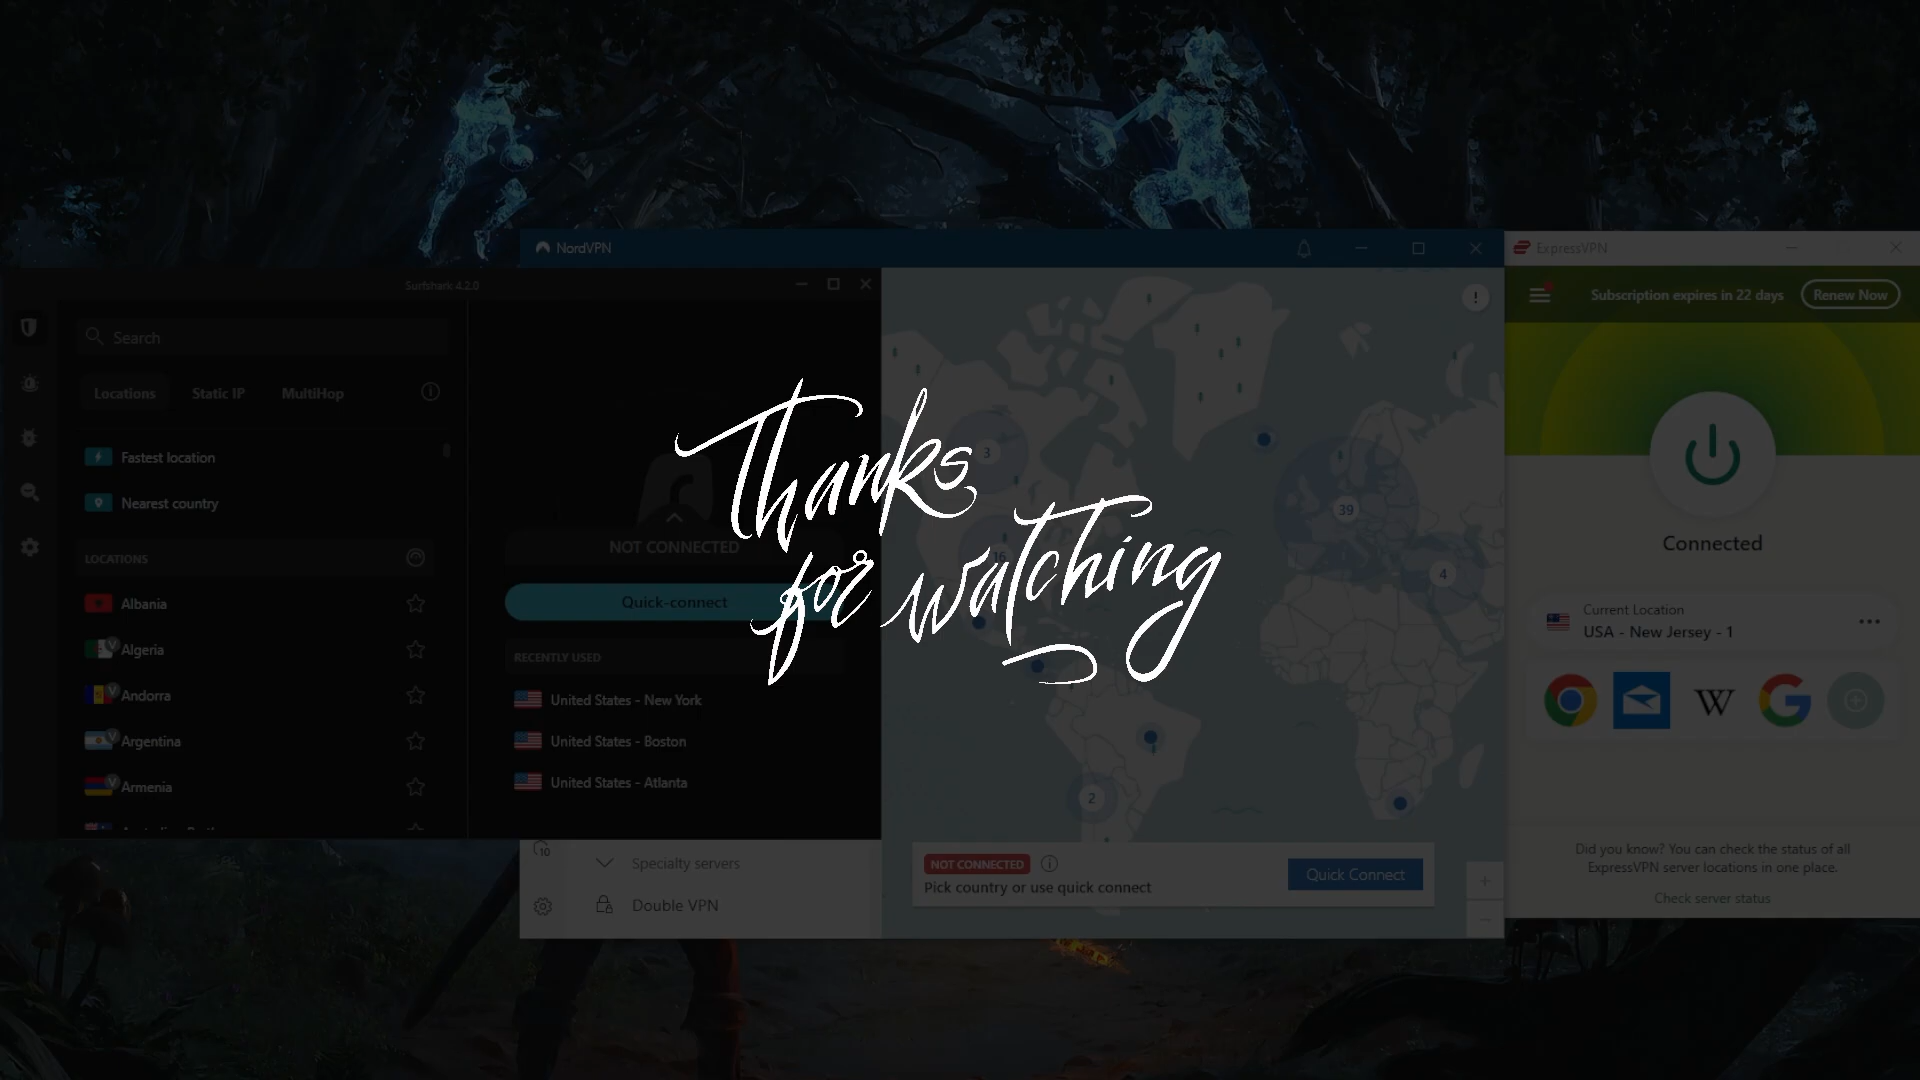 NordVPN
ExpressVPN
Surfshark 4.2.0
Subscription expires in 22 days
Renew Now
Search
Locations
Static IP
MultiHop
Fastest location
Nearest country
LOCATIONS
Albania
Algeria
Andorra
Argentina
Armenia
NOT CONNECTED
Quick-connect
RECENTLY USED
United States - New York
United States - Boston
United States - Atlanta
Thanks
for watching
3
16
39
4
2
10
Specialty servers
Double VPN
NOT CONNECTED
Pick country or use quick connect
Quick Connect
Connected
Current Location
USA - New Jersey - 1
Did you know? You can check the status of all
ExpressVPN server locations in one place.
Check server status